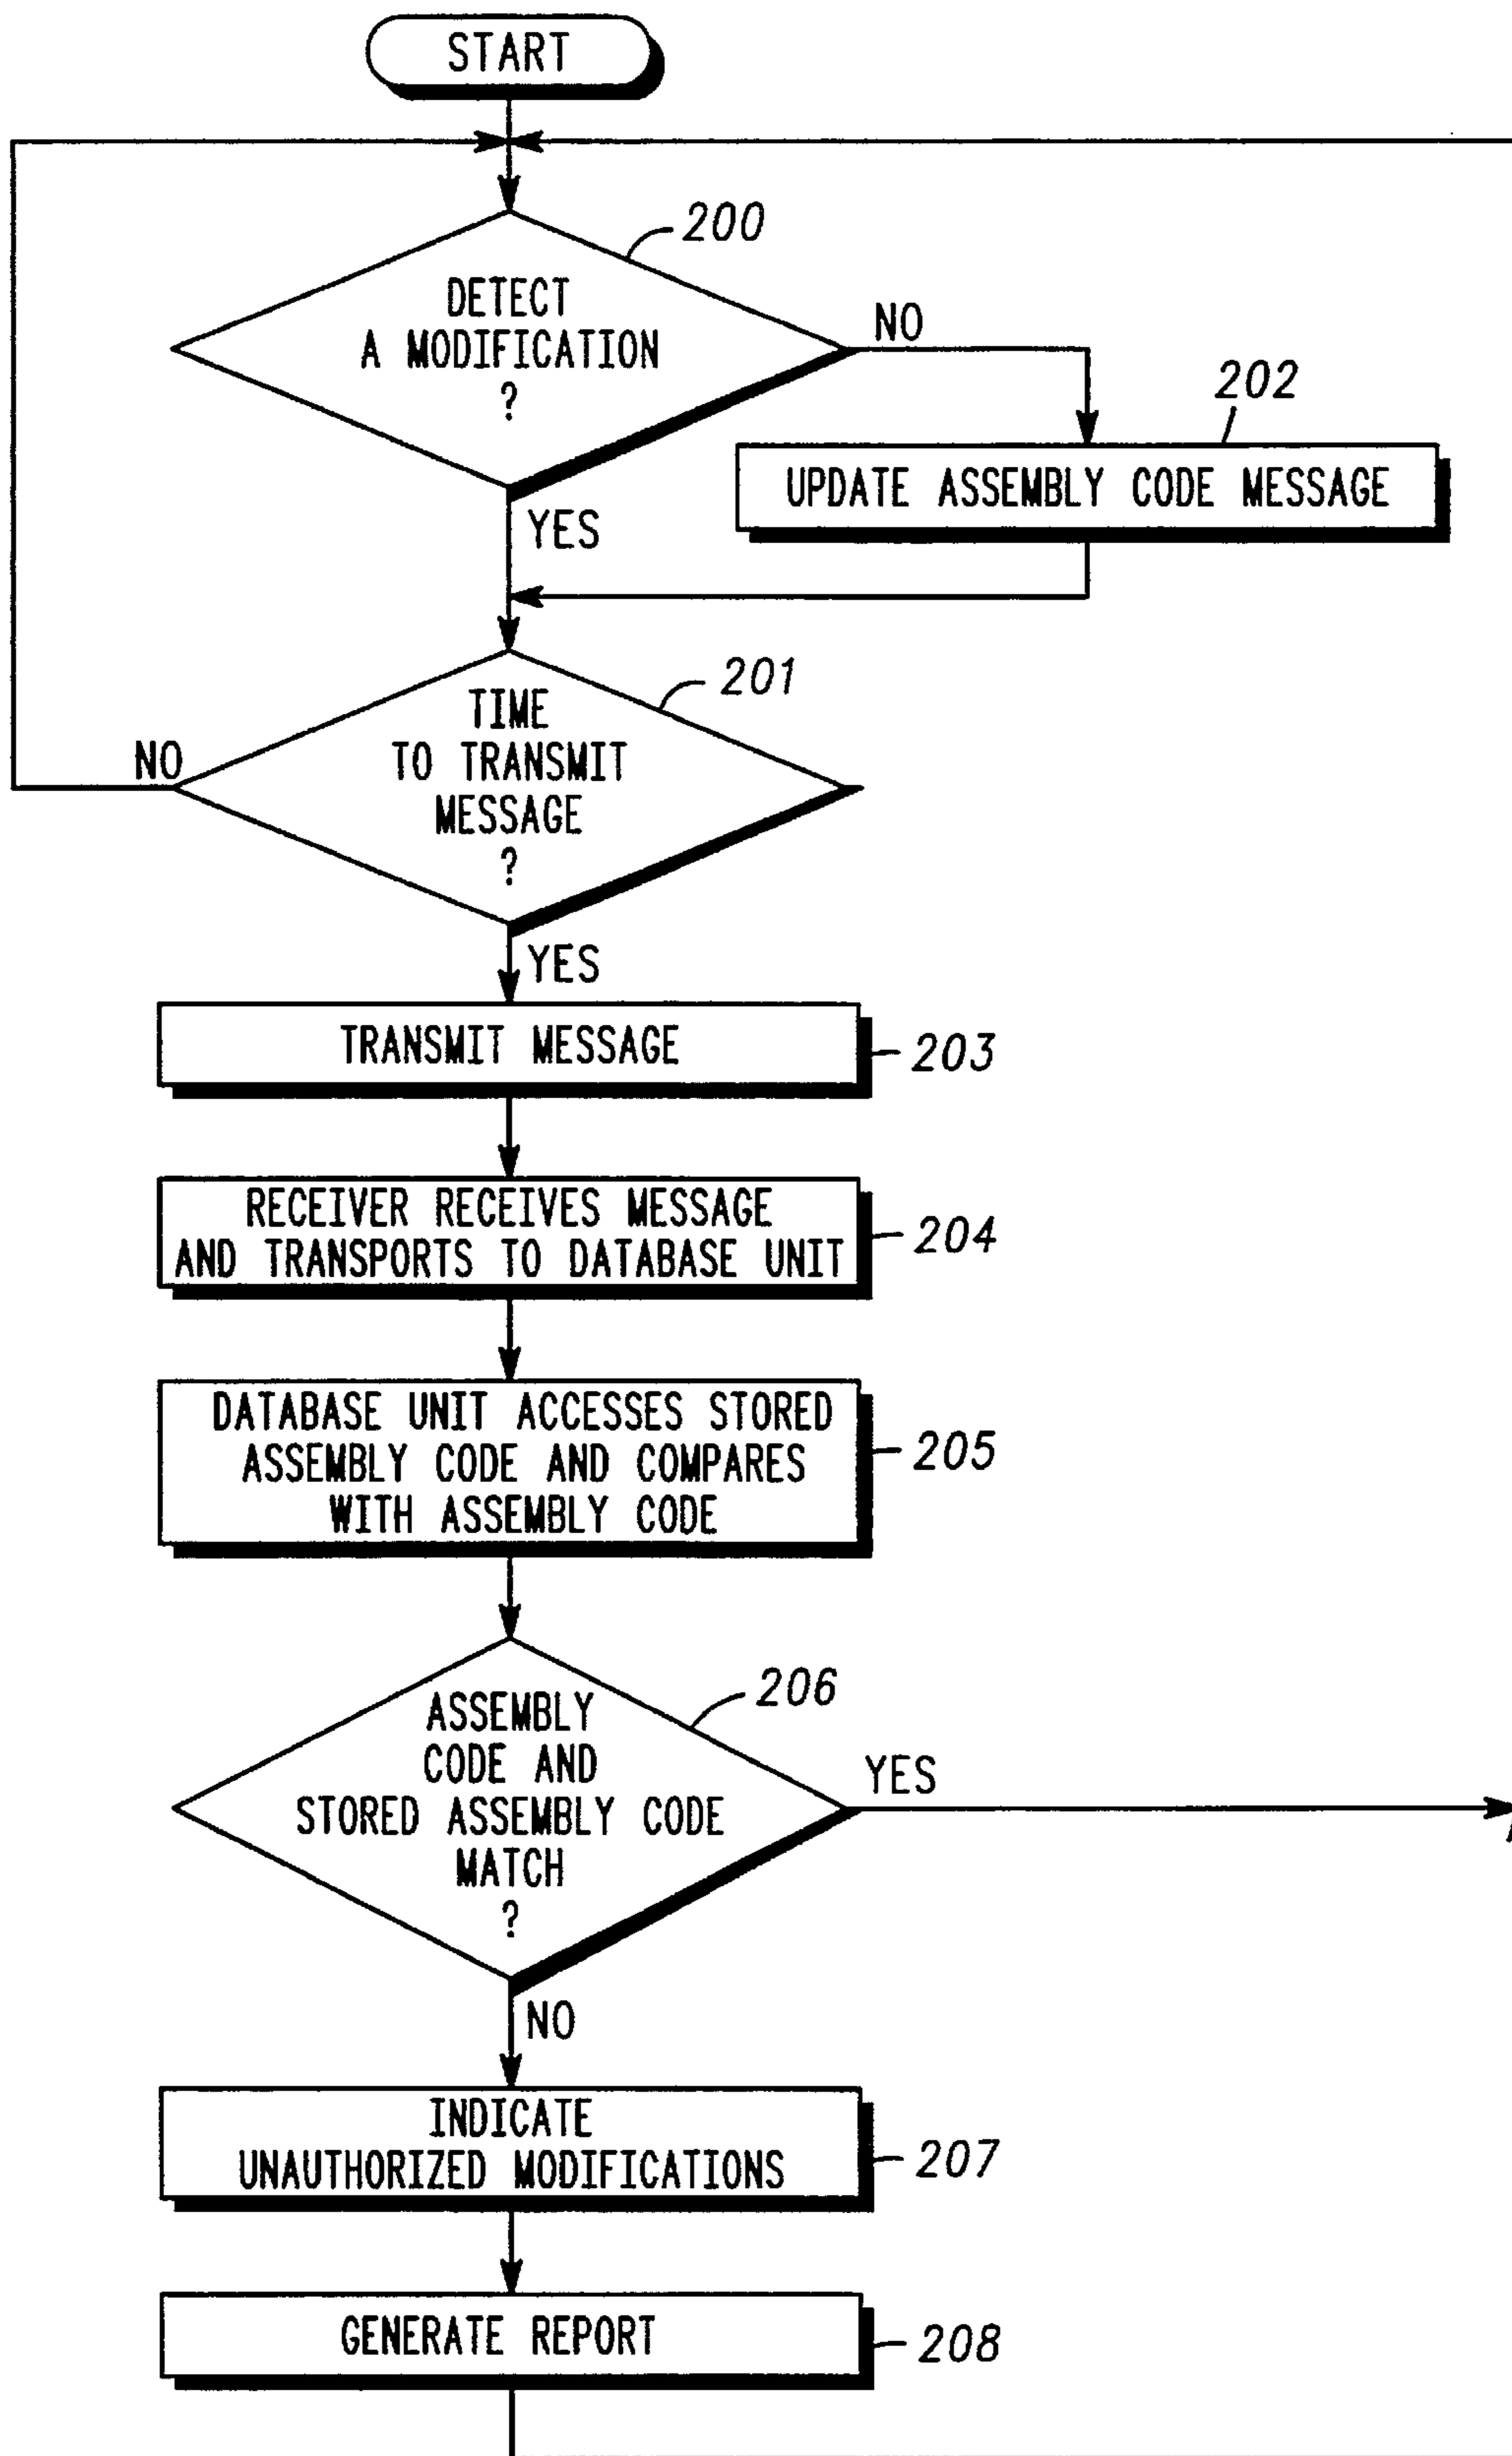 START
200
DETECT
A MODIFICATION
?
NO
202
UPDATE ASSEMBLY CODE MESSAGE
YES
201
TIME
TO TRANSMIT
MESSAGE
?
NO
YES
TRANSMIT MESSAGE
203
RECEIVER RECEIVES MESSAGE
AND TRANSPORTS TO DATABASE UNIT
204
DATABASE UNIT ACCESSES STORED
ASSEMBLY CODE AND COMPARES
WITH ASSEMBLY CODE
205
206
ASSEMBLY
CODE AND
STORED ASSEMBLY CODE
MATCH
?
YES
NO
INDICATE
UNAUTHORIZED MODIFICATIONS
207
GENERATE REPORT
208